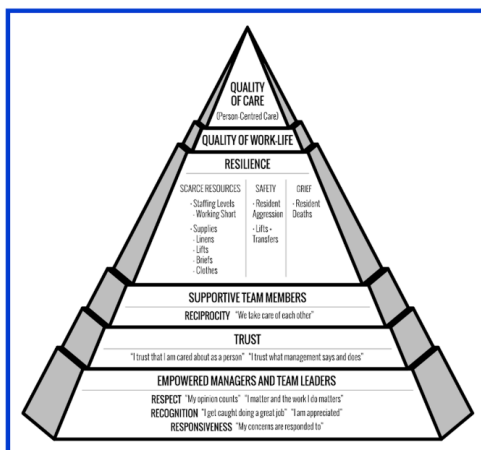 QUALITY
OF CARE
(Person-Centred Care)
QUALITY OF WORK-LIFE
RESILIENCE
SCARCE RESOURCES
- Staffing Levels
- Working Short
- Supplies
- Linens
- Lifts
- Briefs
- Clothes
SAFETY
- Resident
Aggression
- Lifts -
Transfers
GRIEF
- Resident
Deaths
SUPPORTIVE TEAM MEMBERS
RECIPROCITY "We take care of each other"
TRUST
"I trust that I am cared about as a person" "I trust what management says and does"
EMPOWERED MANAGERS AND TEAM LEADERS
RESPECT "My opinion counts" "I matter and the work I do matters"
RECOGNITION "I get caught doing a great job" "I am appreciated"
RESPONSIVENESS "My concerns are responded to"